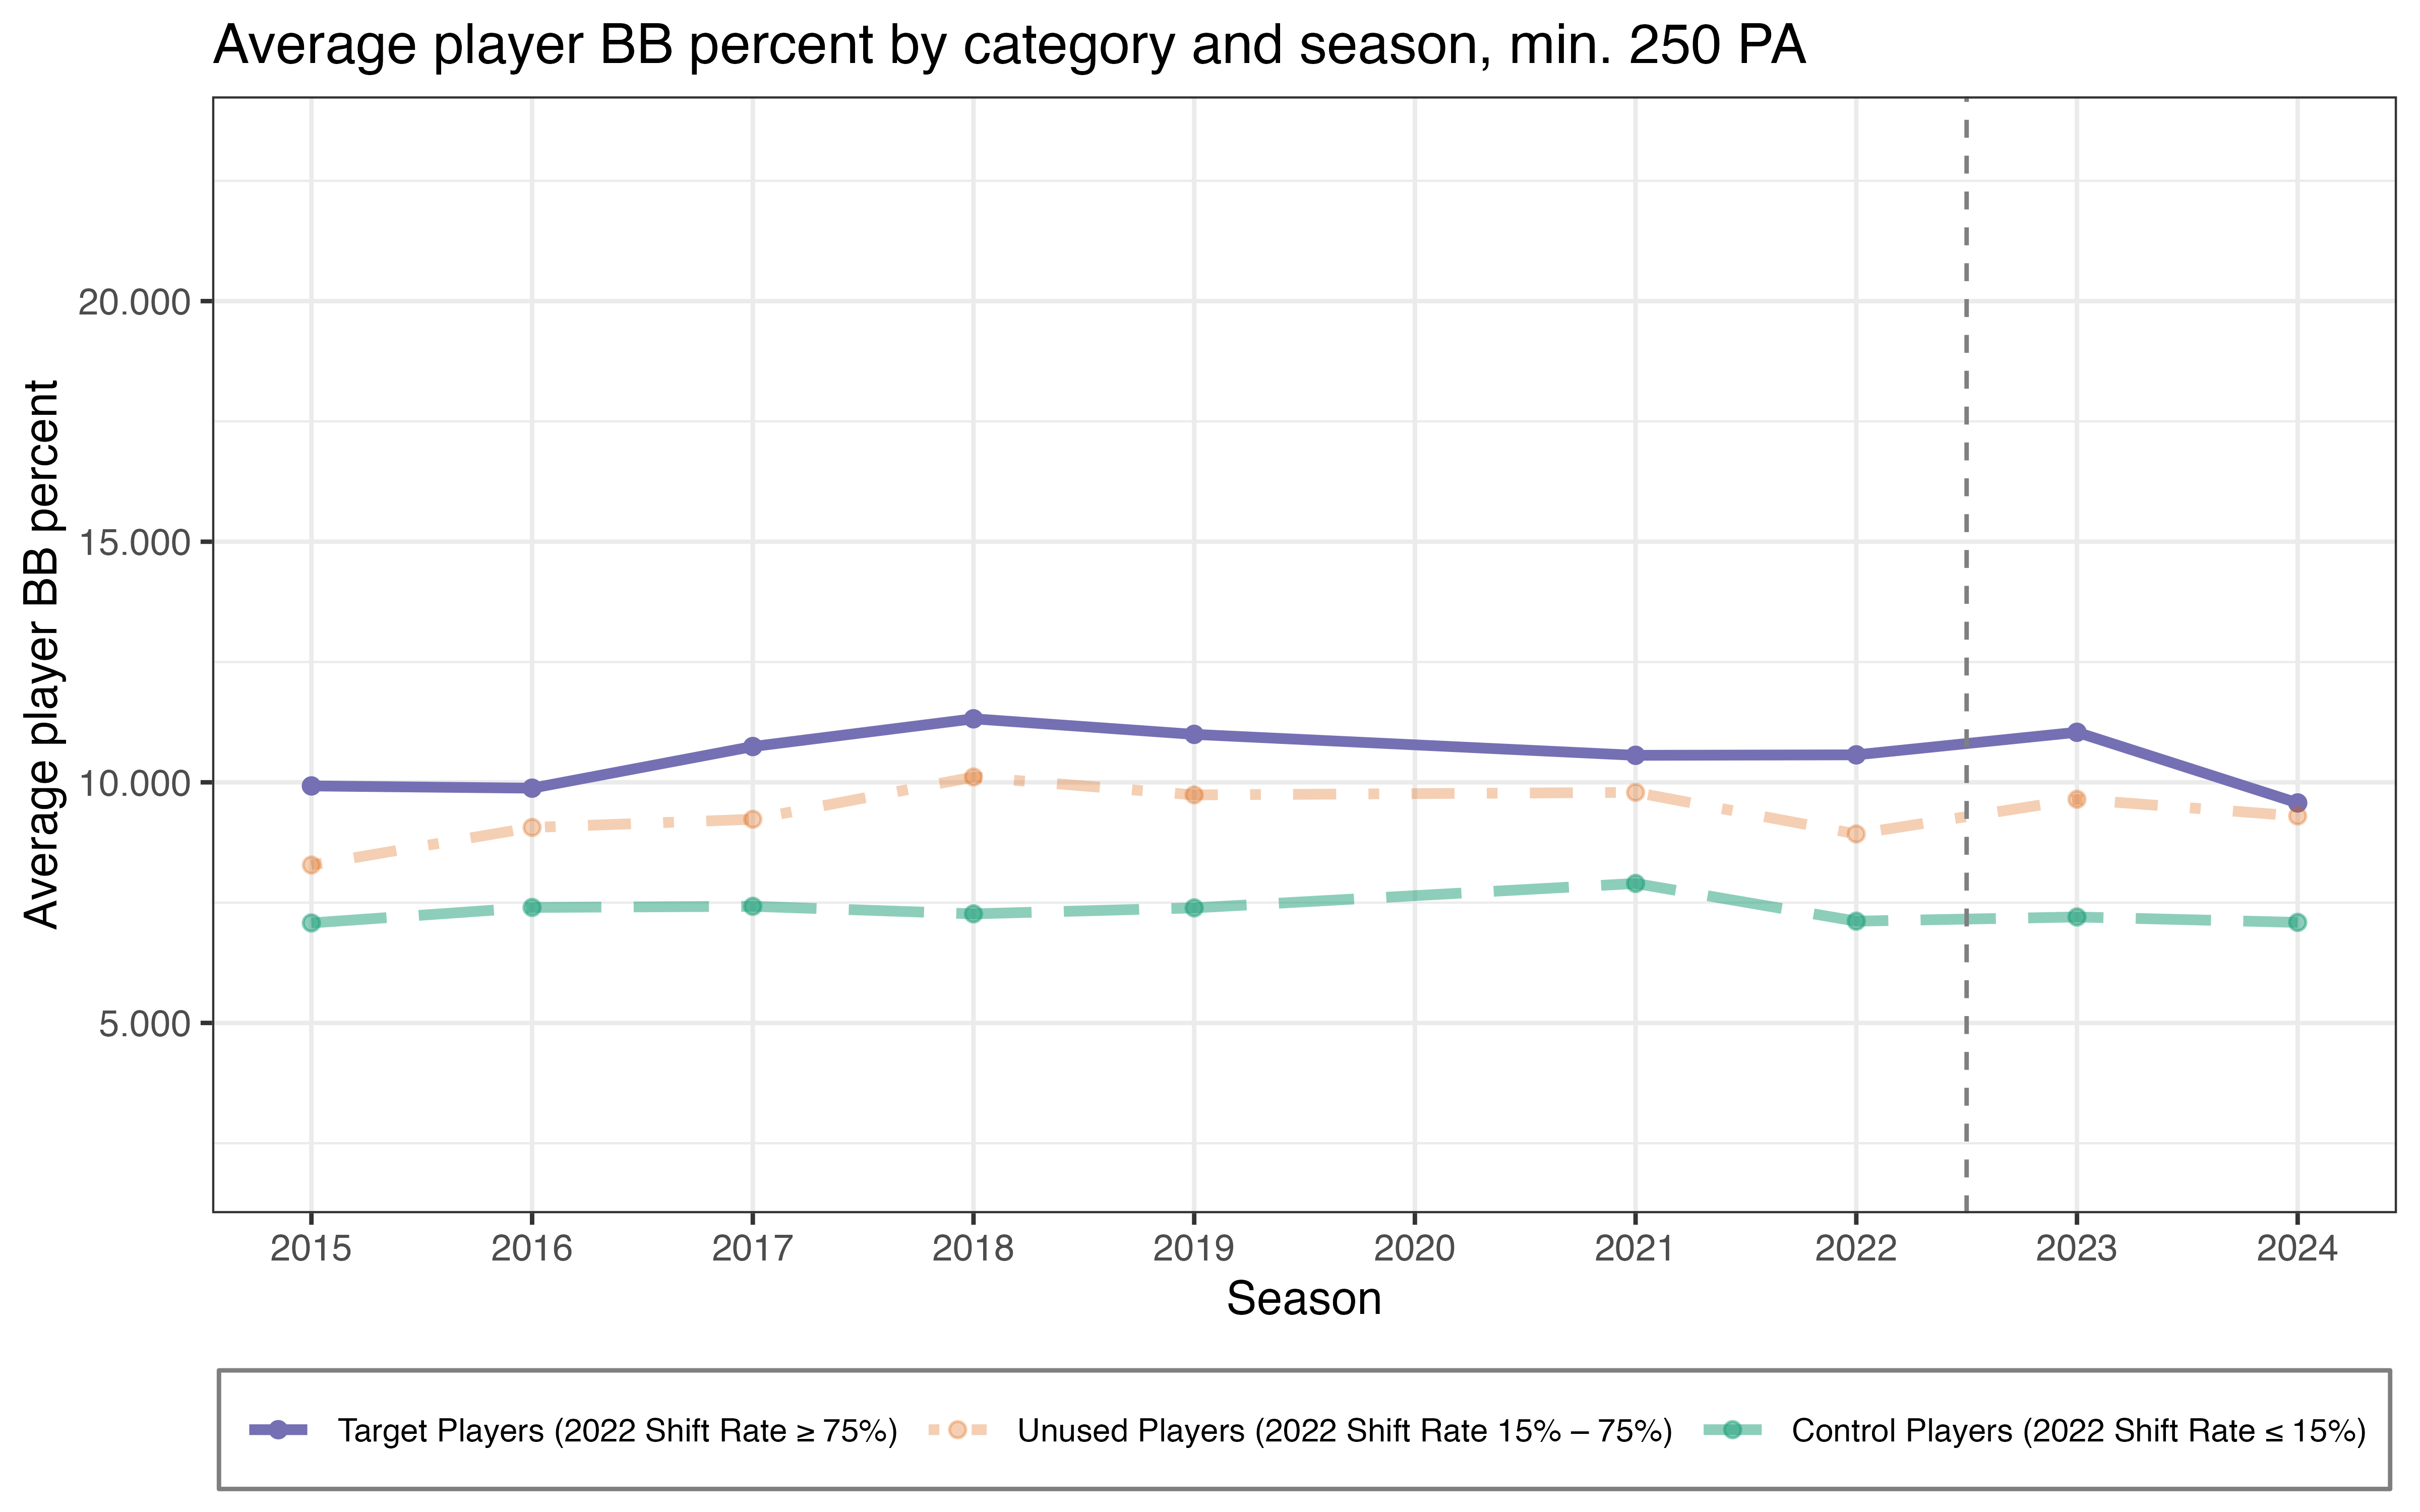 Average player BB percent by category and season, min. 250 PA
Average player BB percent
20.000
15.000
10.000
5.000
2015 2016 2017 2018 2019 2020 2021 2022 2023 2024
Season
Target Players (2022 Shift Rate ≥ 75%) Unused Players (2022 Shift Rate 15% – 75%) Control Players (2022 Shift Rate ≤ 15%)